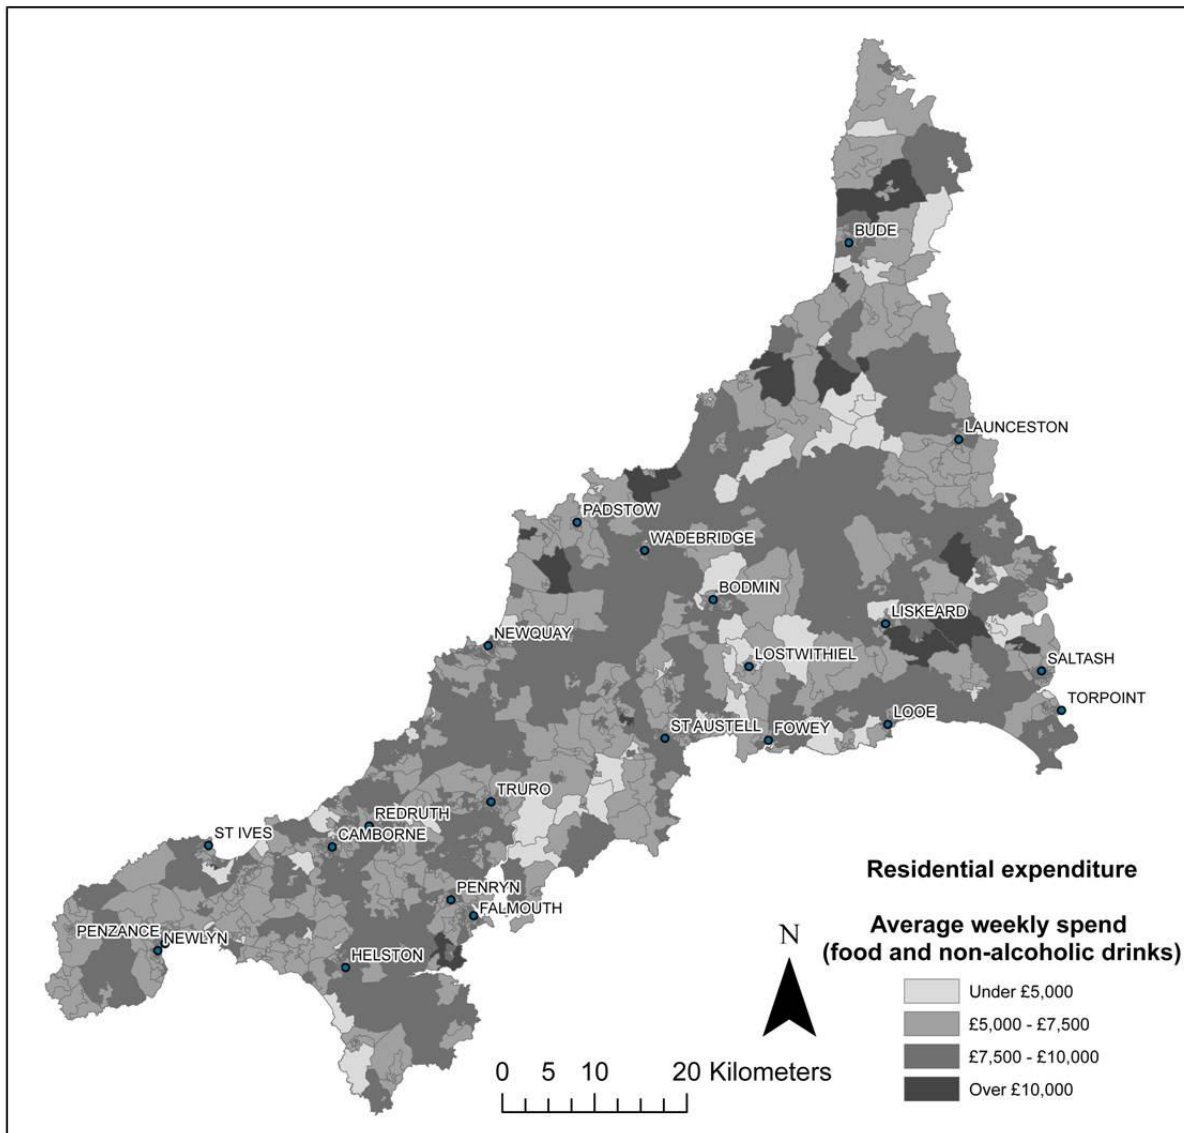 BUDE
LAUNCESTON
PADSTOW
WADEBRIDGE
BODMIN
LISKEARD
NEWQUAY
LOSTWITHIEL
SALTASH
TORPOINT
ST AUSTELL
FOWEY
LOOE
TRURO
REDRUTH
ST IVES
CAMBORNE
PENRYN
FALMOUTH
PENZANCE
NEWLYN
HELSTON
Residential expenditure
Average weekly spend
(food and non-alcoholic drinks)
Under £5,000
£5,000 - £7,500
£7,500 - £10,000
Over £10,000
N
0 5 10 20 Kilometers